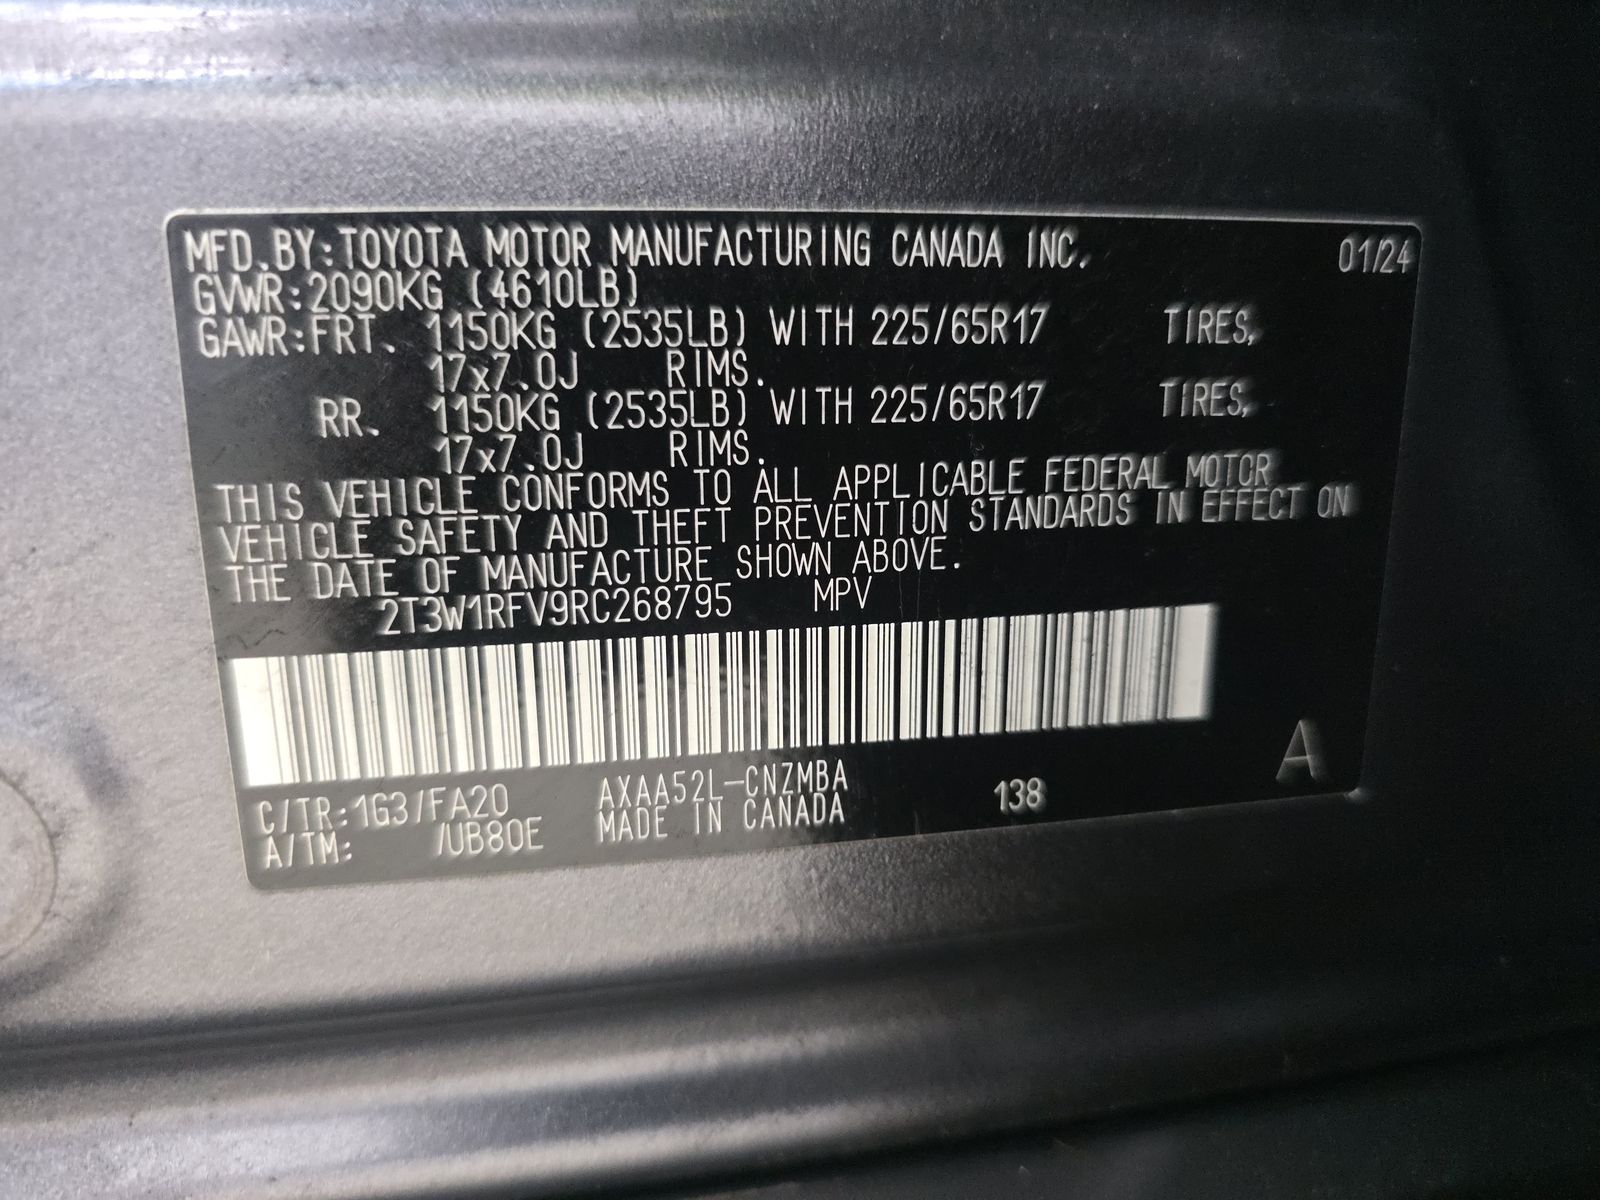 MFD.BY:TOYOTA MOTOR MANUFACTURING CANADA INC. 01/24
GVWR:2090KG (4610LB)
GAWR:FRT. 1150KG (2535LB) WITH 225/65R17 TIRES,
17x7.0J RIMS.
RR. 1150KG (2535LB) WITH 225/65R17 TIRES,
17x7.0J RIMS.
THIS VEHICLE CONFORMS TO ALL APPLICABLE FEDERAL MOTOR
VEHICLE SAFETY AND THEFT PREVENTION STANDARDS IN EFFECT ON
THE DATE OF MANUFACTURE SHOWN ABOVE.
2T3W1RFV9RC268795 MPV
C/TR:1G3/FA20 AXAA52L-CNZMBA 138 A
A/TM: /UB80E MADE IN CANADA